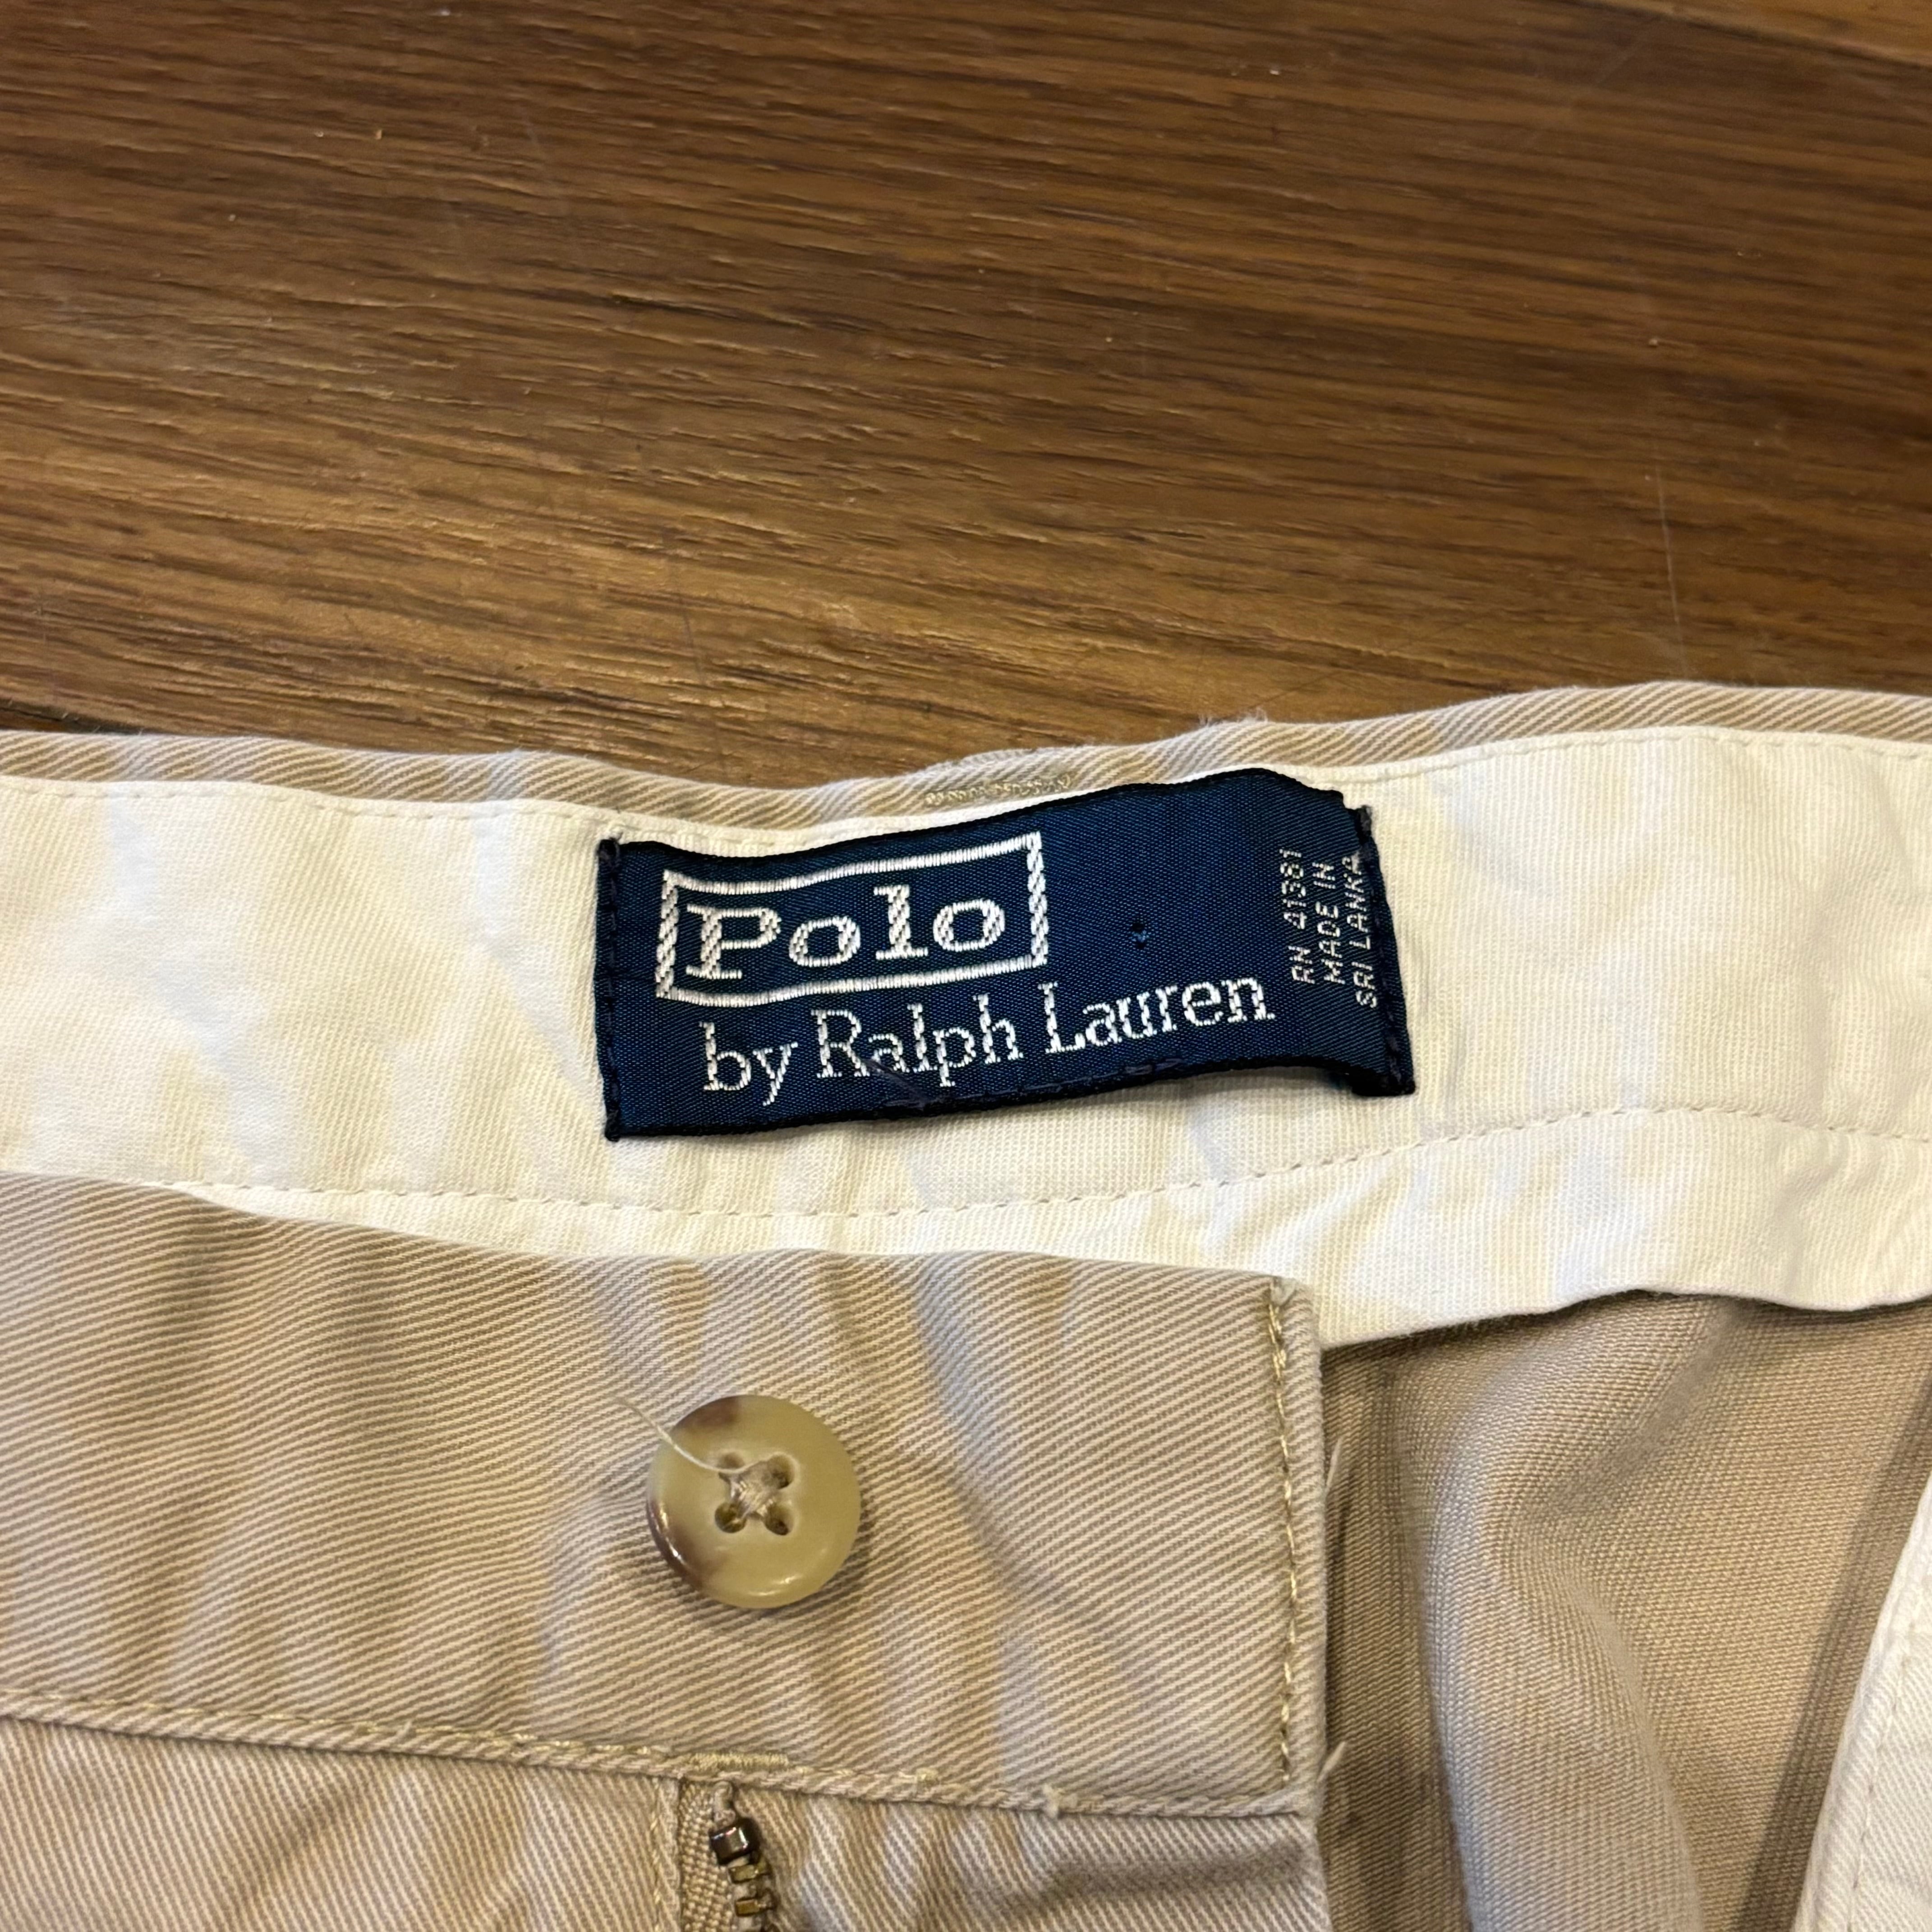 Polo
by Ralph Lauren
RN 41381
MADE IN
SRI LANKA